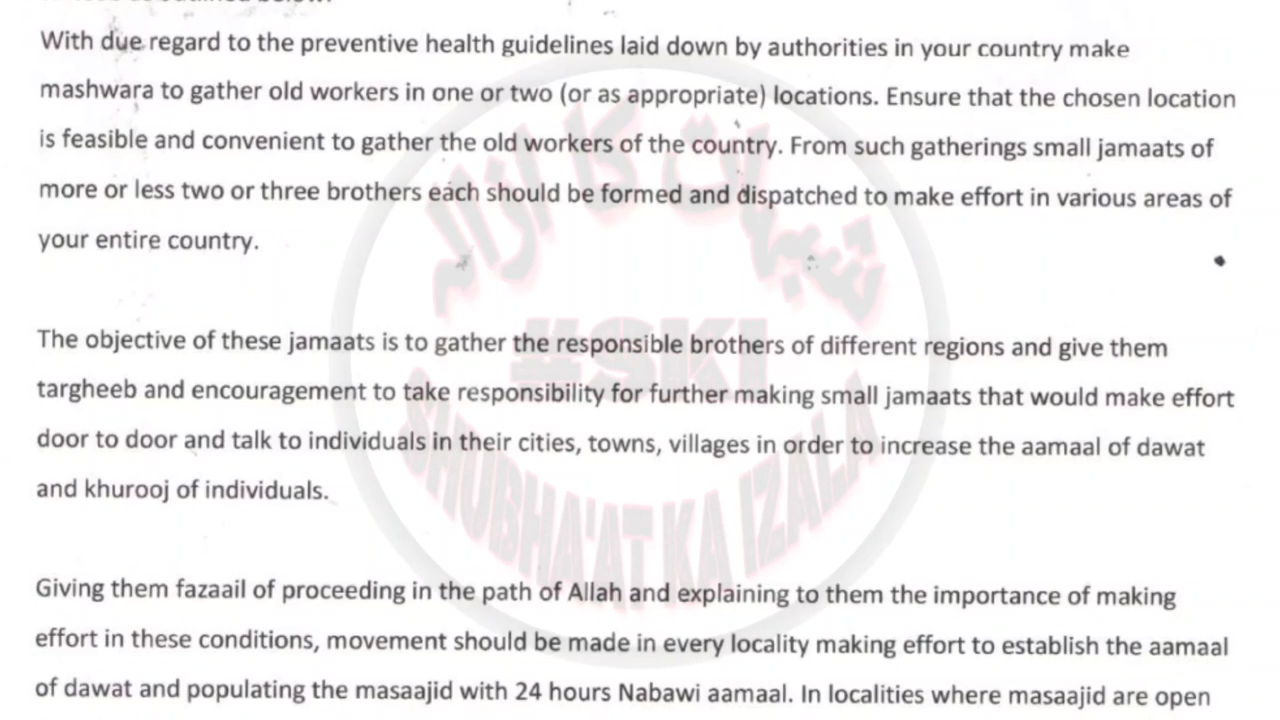 With due regard to the preventive health guidelines laid down by authorities in your country make
mashwara to gather old workers in one or two (or as appropriate) locations. Ensure that the chosen location
is feasible and convenient to gather the old workers of the country. From such gatherings small jamaats of
more or less two or three brothers each should be formed and dispatched to make effort in various areas of
your entire country.
The objective of these jamaats is to gather the responsible brothers of different regions and give them
targheeb and encouragement to take responsibility for further making small jamaats that would make effort
door to door and talk to individuals in their cities, towns, villages in order to increase the aamaal of dawat
and khurooj of individuals.
Giving them fazaail of proceeding in the path of Allah and explaining to them the importance of making
effort in these conditions, movement should be made in every locality making effort to establish the aamaal
of dawat and populating the masaajid with 24 hours Nabawi aamaal. In localities where masaajid are open
شبہات کا ازالہ
#SKI
SHUBHA'AT KA IZALA